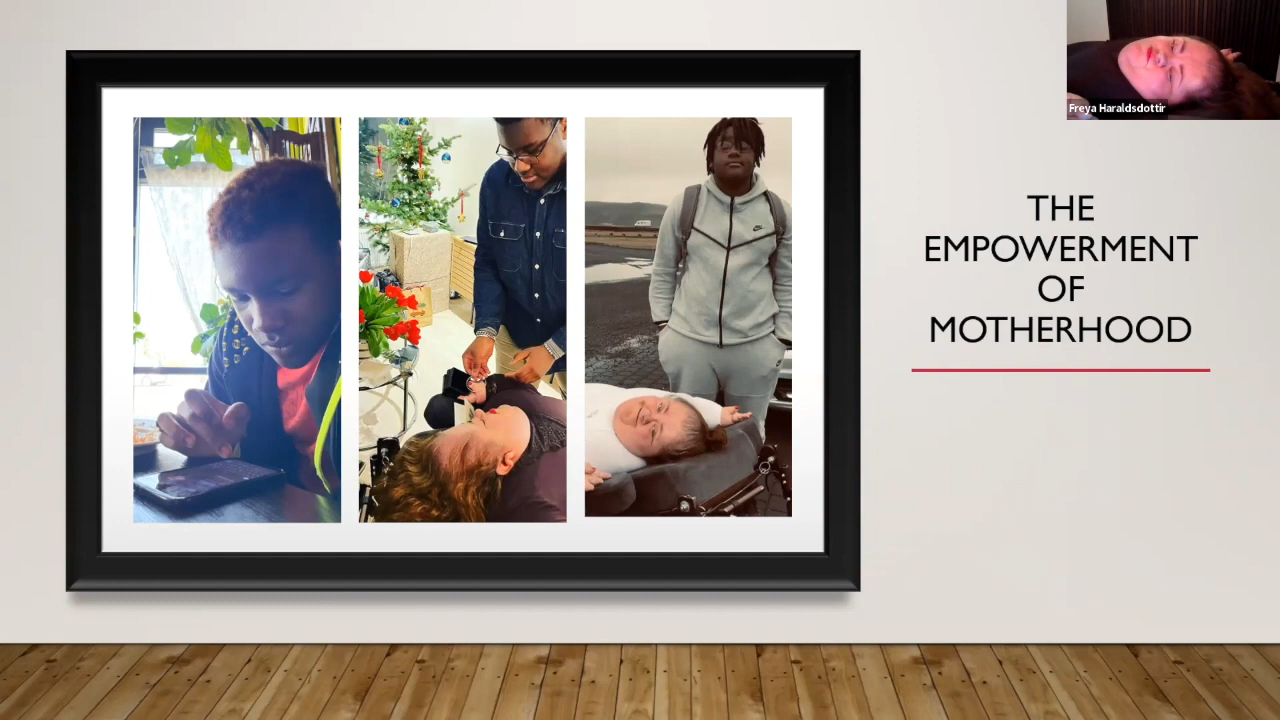 Freya Haraldsdottir
THE
EMPOWERMENT
OF
MOTHERHOOD